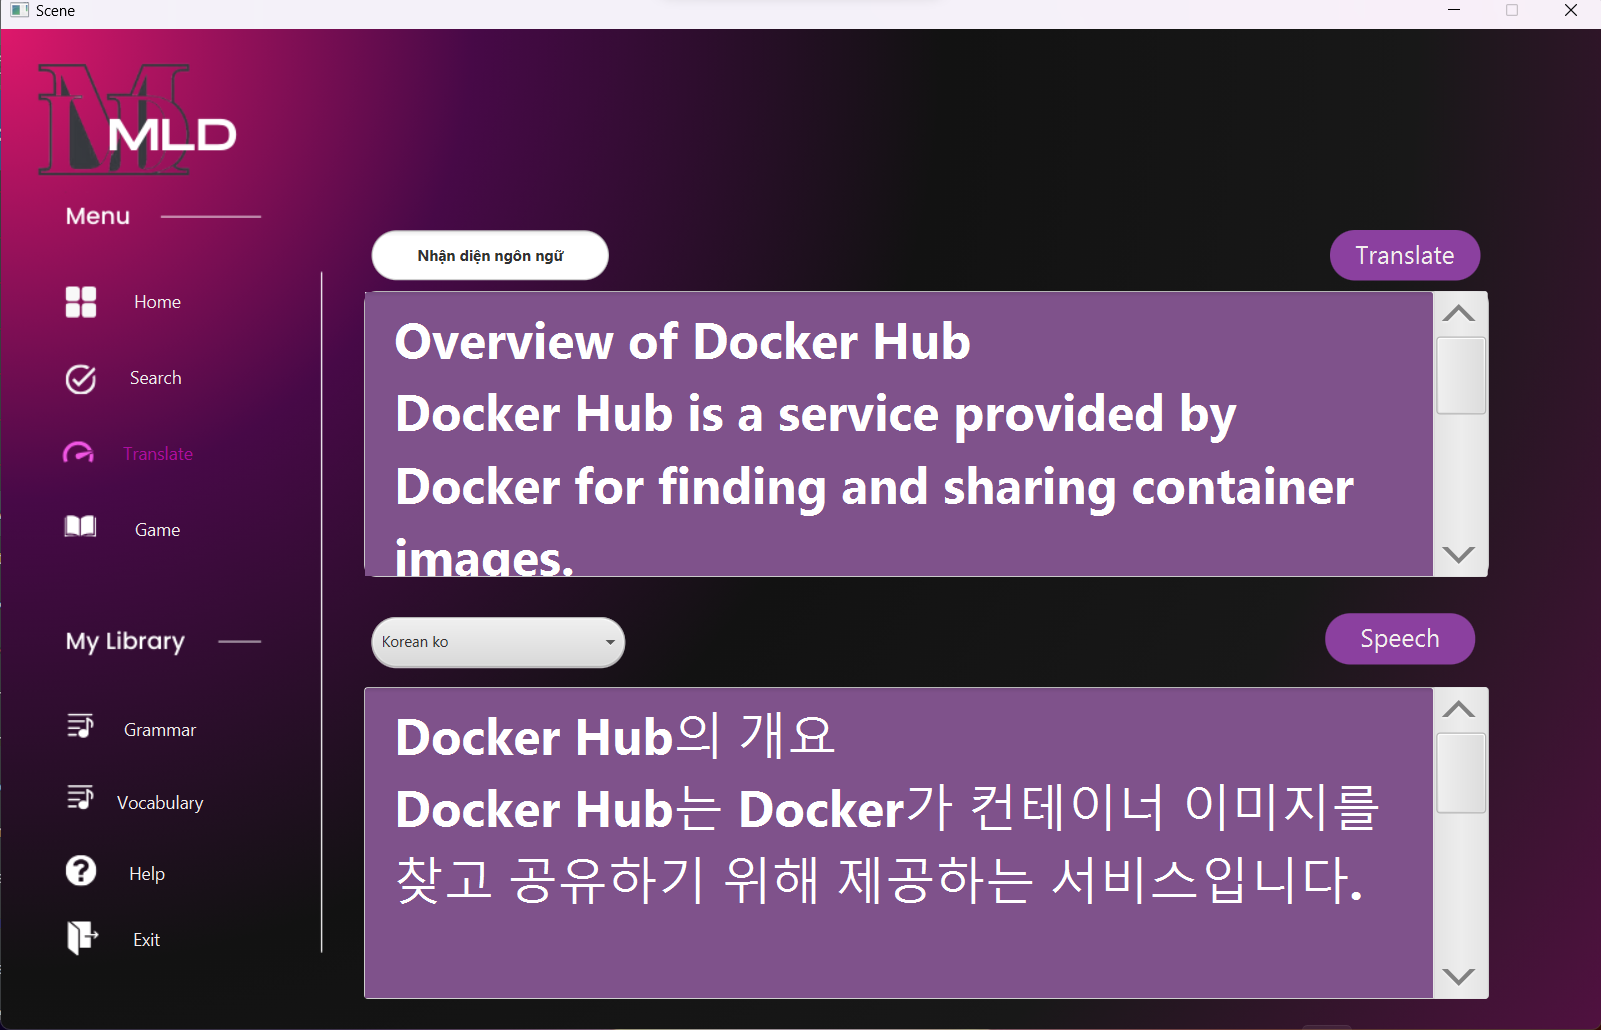 Scene
MLD
Menu
Home
Search
Translate
Game
My Library
Grammar
Vocabulary
Help
Exit
Nhận diện ngôn ngữ
Translate
Overview of Docker Hub
Docker Hub is a service provided by
Docker for finding and sharing container
images.
Korean ko
Speech
Docker Hub의 개요
Docker Hub는 Docker가 컨테이너 이미지를
찾고 공유하기 위해 제공하는 서비스입니다.